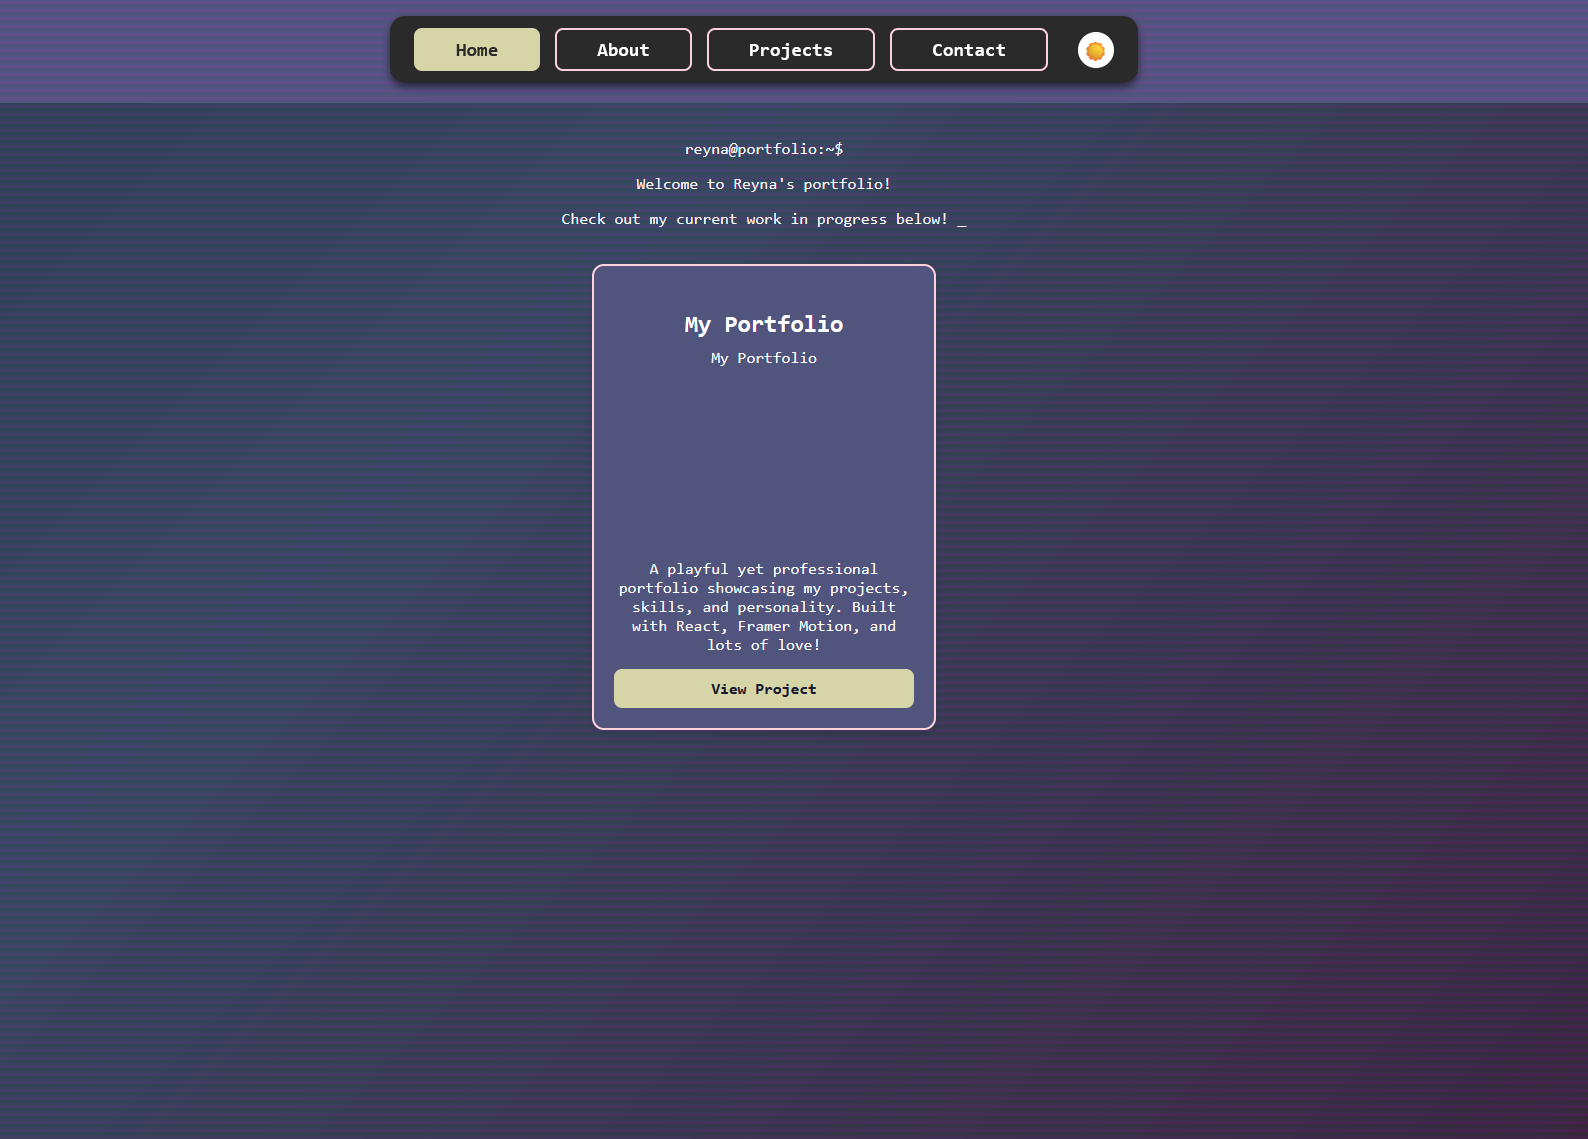 Home About Projects Contact
reyna@portfolio:~$
Welcome to Reyna's portfolio!
Check out my current work in progress below! _
My Portfolio
My Portfolio
A playful yet professional
portfolio showcasing my projects,
skills, and personality. Built
with React, Framer Motion, and
lots of love!
View Project